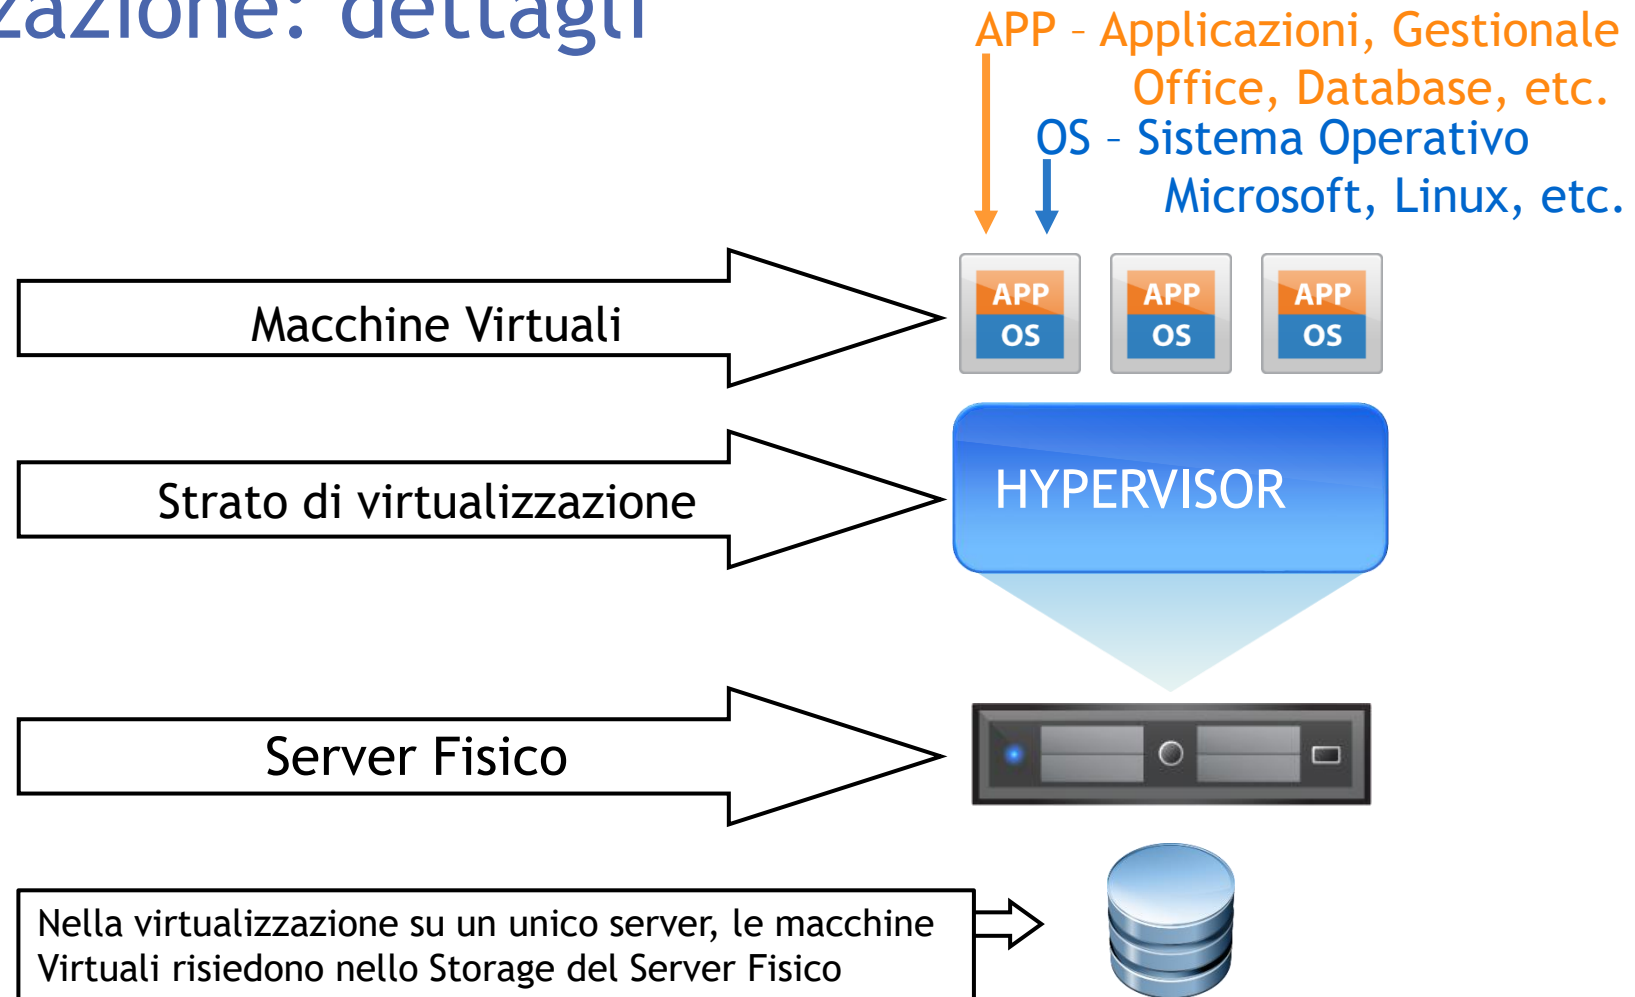 zazione: dettagli
APP – Applicazioni, Gestionale
Office, Database, etc.
OS – Sistema Operativo
Microsoft, Linux, etc.
Macchine Virtuali
APP
OS
APP
OS
APP
OS
Strato di virtualizzazione
HYPERVISOR
Server Fisico
Nella virtualizzazione su un unico server, le macchine
Virtuali risiedono nello Storage del Server Fisico